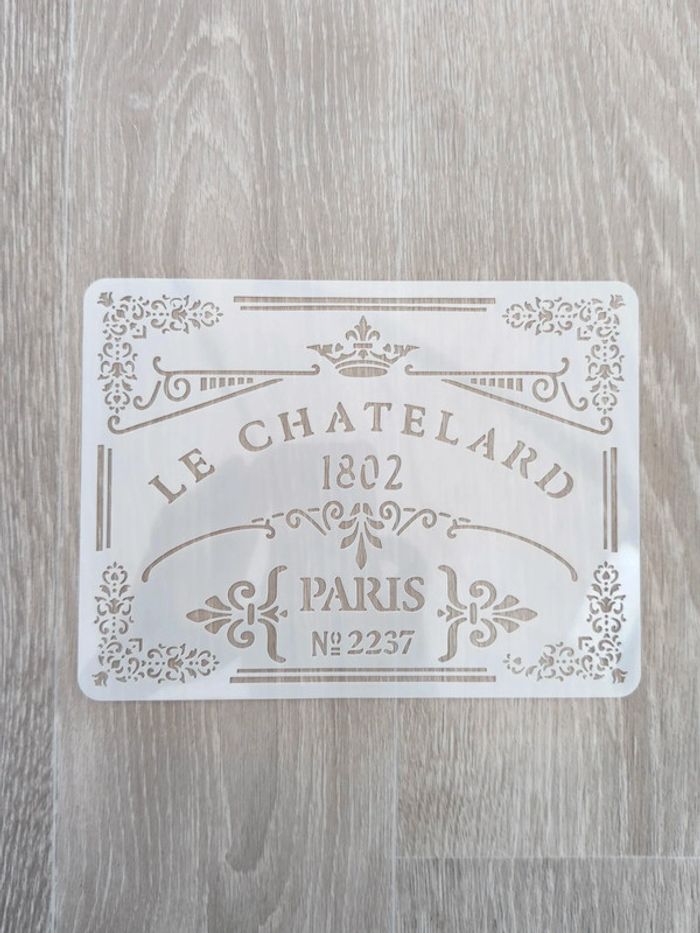 LE CHATELARD
1802
PARIS
Nº 2237